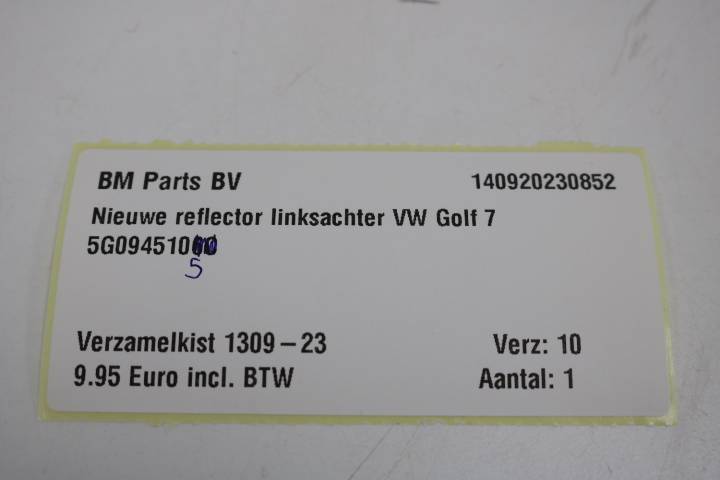 BM Parts BV 140920230852
Nieuwe reflector linksachter VW Golf 7
5G09451060
5
Verzamelkist 1309-23 Verz: 10
9.95 Euro incl. BTW Aantal: 1